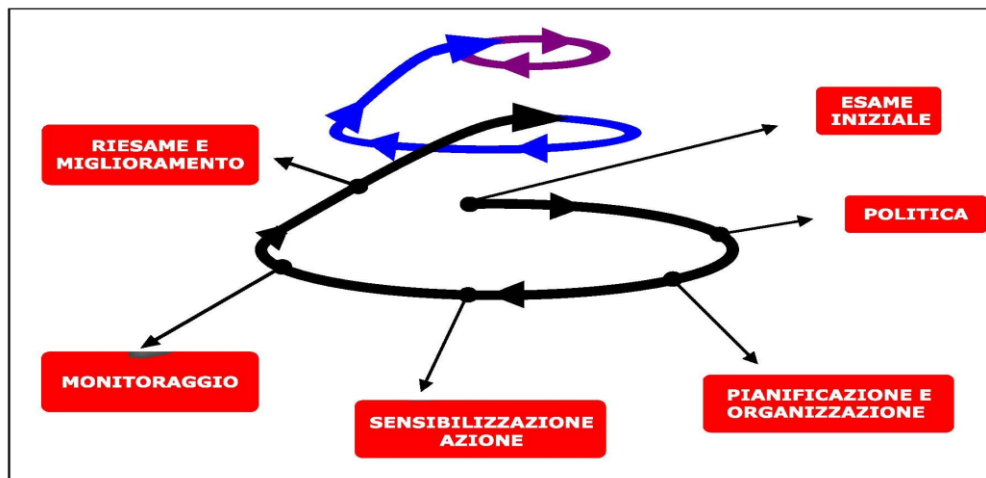 ESAME
INIZIALE
RIESAME E
MIGLIORAMENTO
POLITICA
MONITORAGGIO
PIANIFICAZIONE E
ORGANIZZAZIONE
SENSIBILIZZAZIONE
AZIONE